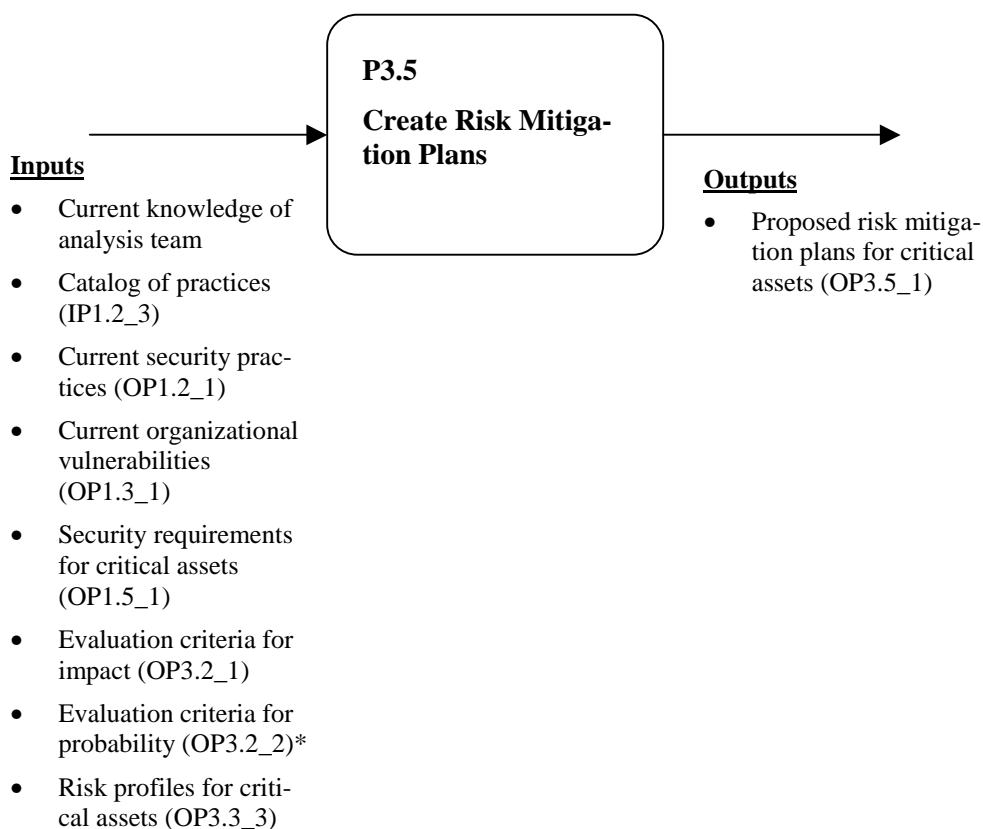 P3.5
Create Risk Mitiga-
tion Plans
Inputs
• Current knowledge of
analysis team
• Catalog of practices
(IP1.2_3)
• Current security prac-
tices (OP1.2_1)
• Current organizational
vulnerabilities
(OP1.3_1)
• Security requirements
for critical assets
(OP1.5_1)
• Evaluation criteria for
impact (OP3.2_1)
• Evaluation criteria for
probability (OP3.2_2)*
• Risk profiles for criti-
cal assets (OP3.3_3)
Outputs
• Proposed risk mitiga-
tion plans for critical
assets (OP3.5_1)